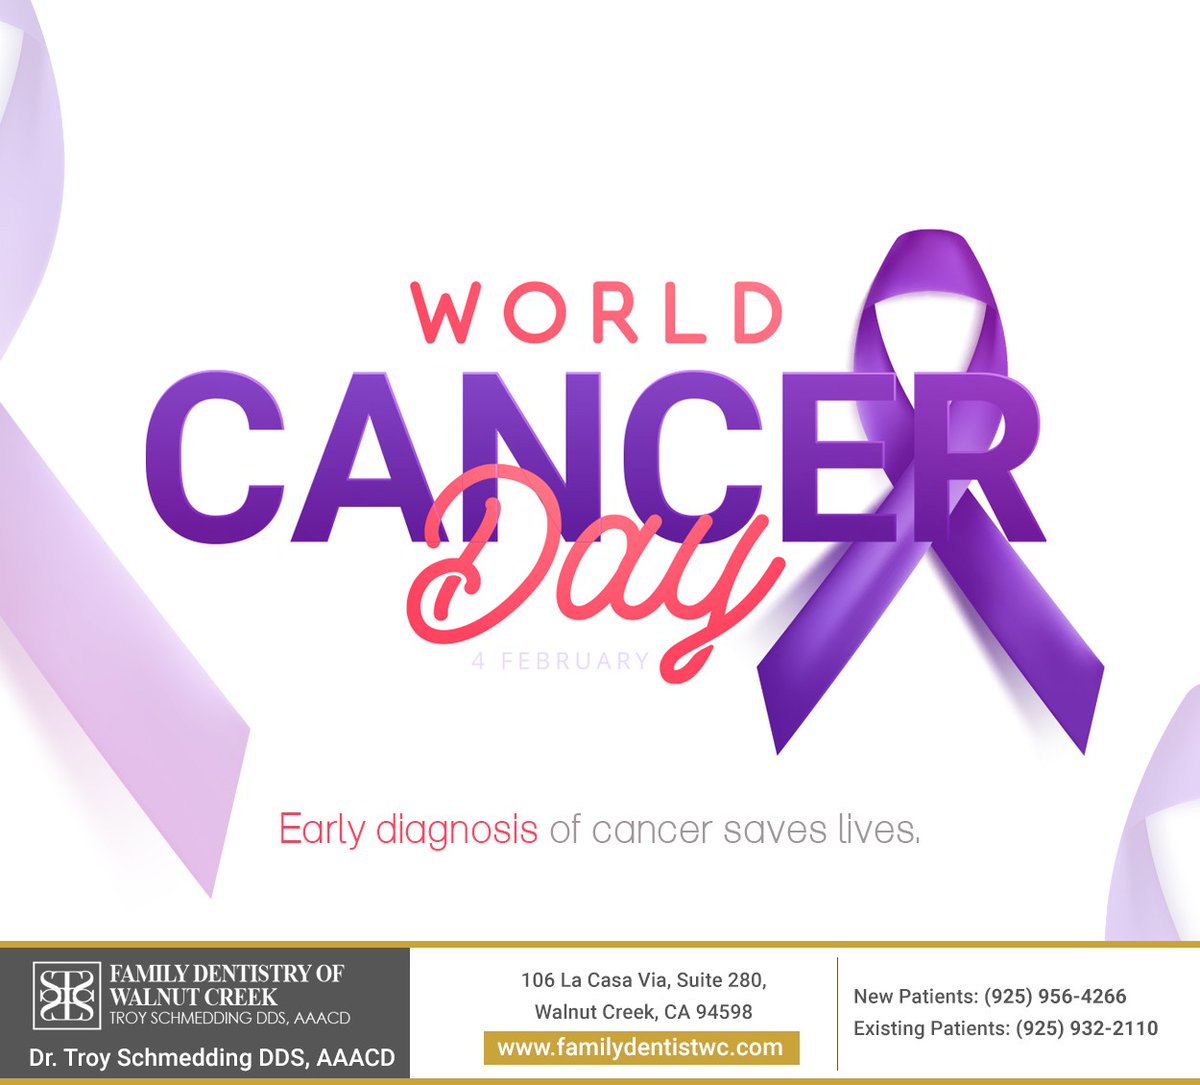 WORLD
CANCER
Day
4 FEBRUARY
Early diagnosis of cancer saves lives.
FAMILY DENTISTRY OF
WALNUT CREEK
TROY SCHMEDDING DDS, AAACD
Dr. Troy Schmedding DDS, AAACD
106 La Casa Via, Suite 280,
Walnut Creek, CA 94598
www.familydentistwc.com
New Patients: (925) 956-4266
Existing Patients: (925) 932-2110